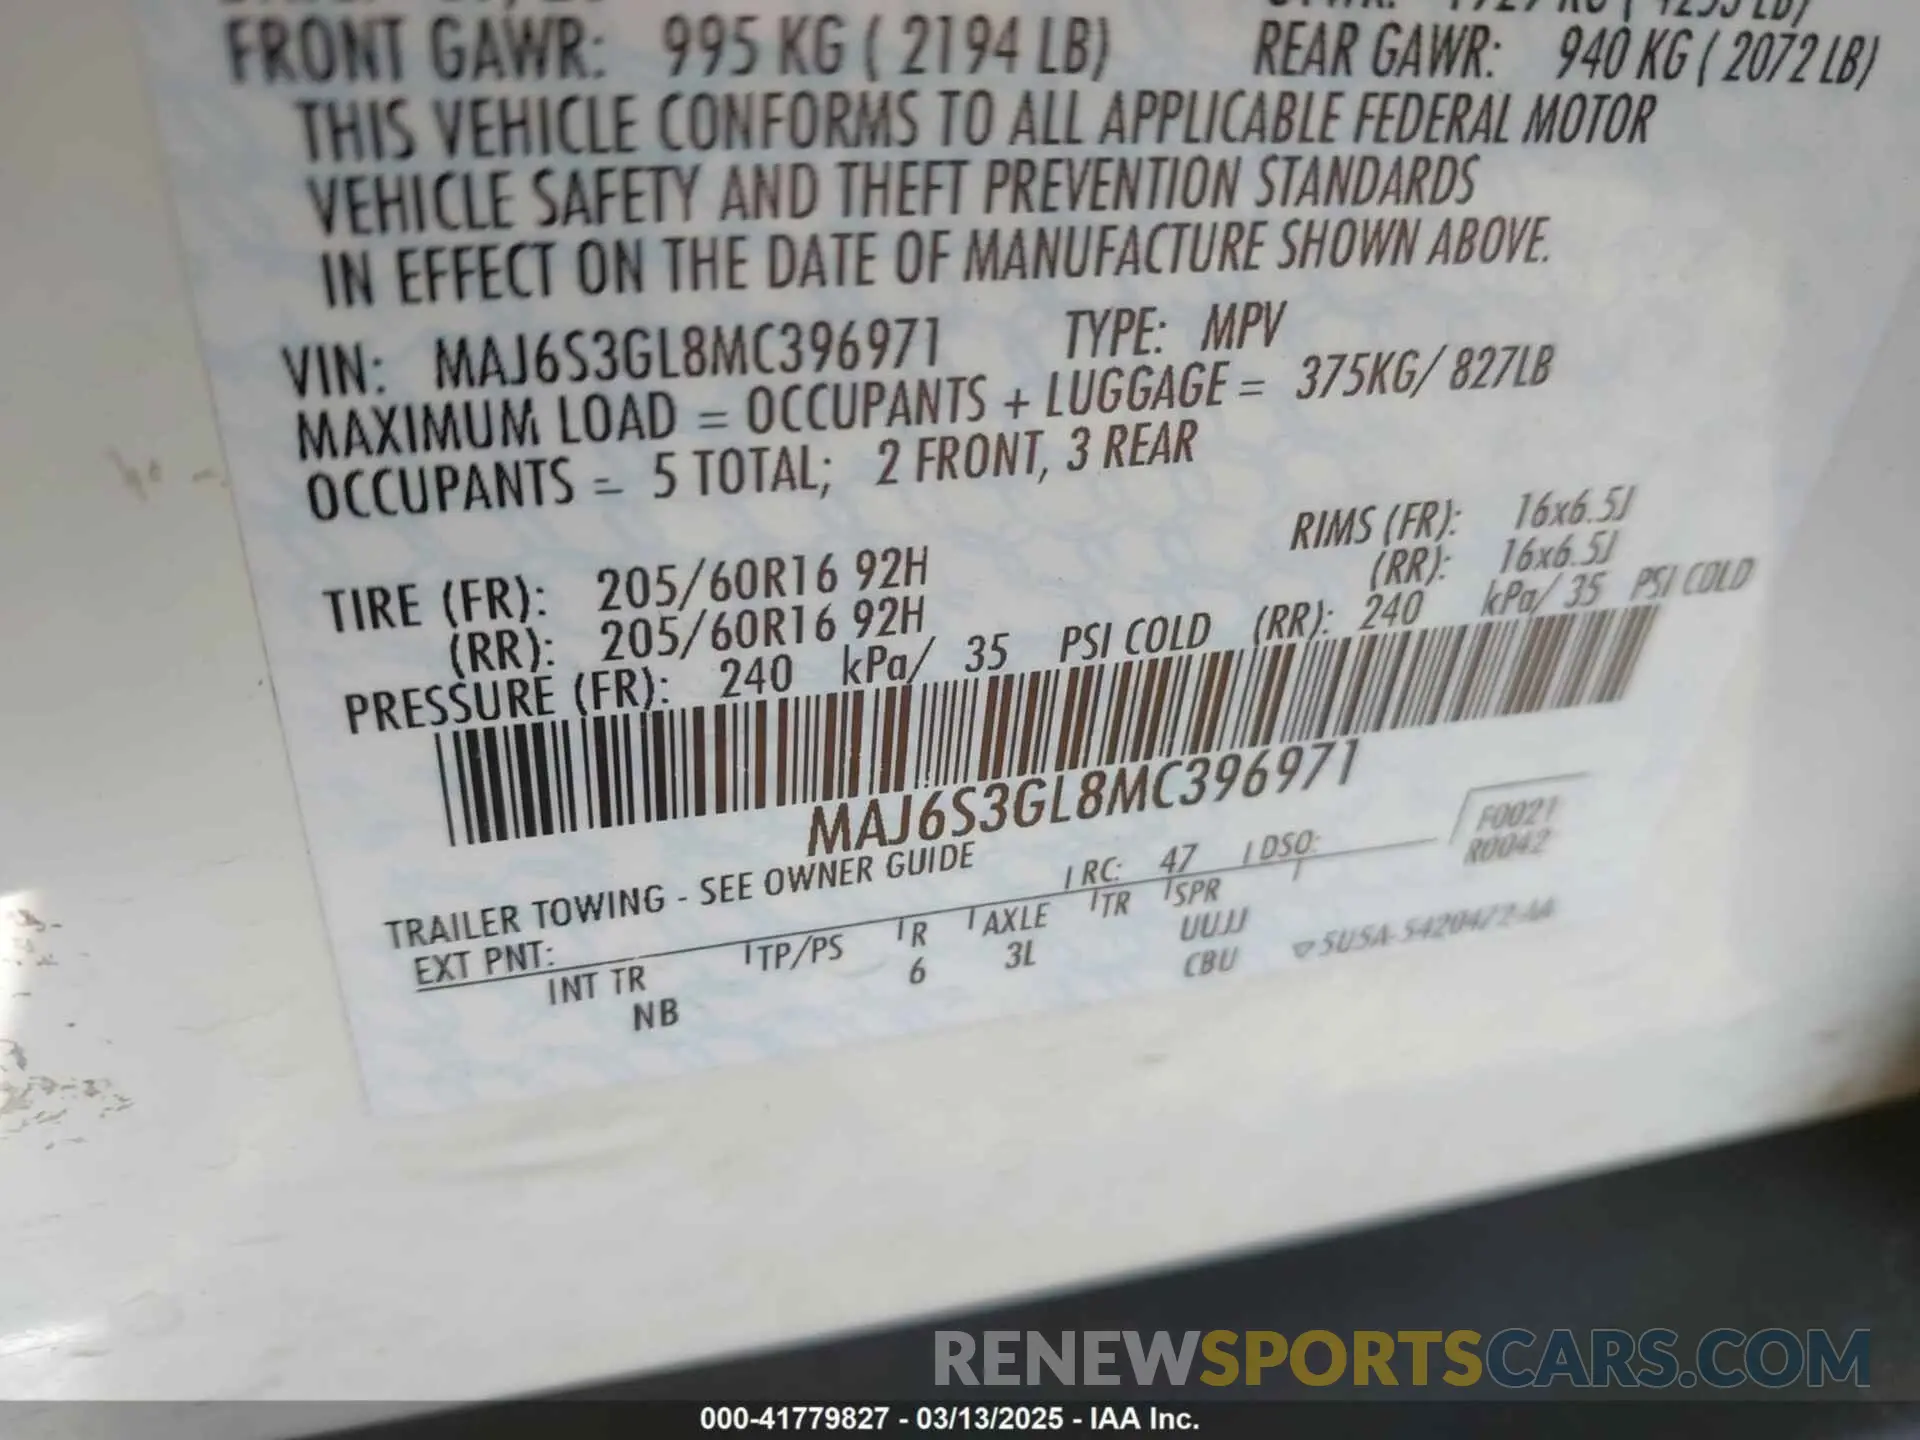 FRONT GAWR: 995 KG ( 2194 LB) REAR GAWR: 940 KG ( 2072 LB)
THIS VEHICLE CONFORMS TO ALL APPLICABLE FEDERAL MOTOR
VEHICLE SAFETY AND THEFT PREVENTION STANDARDS
IN EFFECT ON THE DATE OF MANUFACTURE SHOWN ABOVE.
VIN: MAJ6S3GL8MC396971 TYPE: MPV
MAXIMUM LOAD = OCCUPANTS + LUGGAGE = 375KG/ 827LB
OCCUPANTS = 5 TOTAL; 2 FRONT, 3 REAR
TIRE (FR): 205/60R16 92H RIMS (FR): 16x6.5J
(RR): 205/60R16 92H (RR): 16x6.5J
PRESSURE (FR): 240 kPa/ 35 PSI COLD (RR): 240 kPa/ 35 PSI COLD
MAJ6S3GL8MC396971
TRAILER TOWING - SEE OWNER GUIDE
F0021
R0042
EXT PNT: RC: 47 DSO:
INT TR TP/PS R AXLE TR SPR
NB 6 3L UUJJ
CBU
RENEWSPORTSCARS.COM
000-41779827 - 03/13/2025 - IAA Inc.